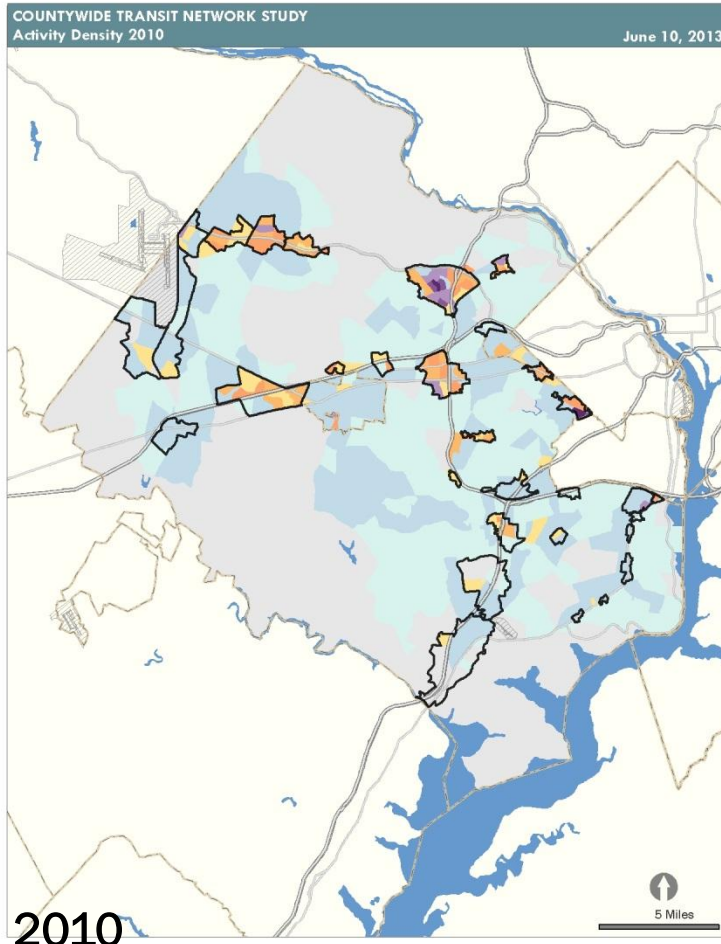 COUNTYWIDE TRANSIT NETWORK STUDY
Activity Density 2010
June 10, 2013
5 Miles
2010